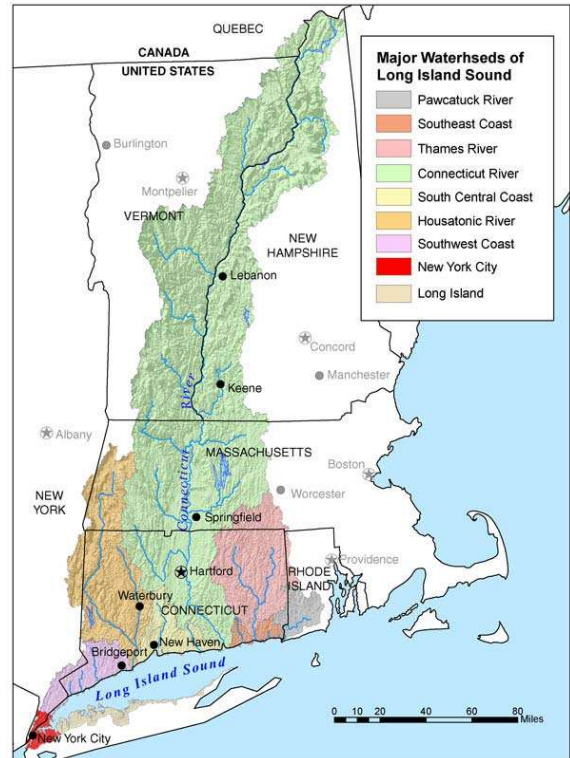 QUEBEC
CANADA
UNITED STATES
Major Waterhseds of
Long Island Sound
Pawcatuck River
Southeast Coast
Thames River
Connecticut River
South Central Coast
Housatonic River
Southwest Coast
New York City
Long Island
Burlington
Montpelier
VERMONT
NEW
HAMPSHIRE
Lebanon
Concord
Manchester
Keene
Connecticut River
Albany
MASSACHUSETTS
Boston
NEW
YORK
Worcester
Springfield
Providence
Hartford
RHODE
ISLAND
Waterbury
CONNECTICUT
New Haven
Bridgeport
Long Island Sound
New York City
0 5 10 20 40 60 80
Miles